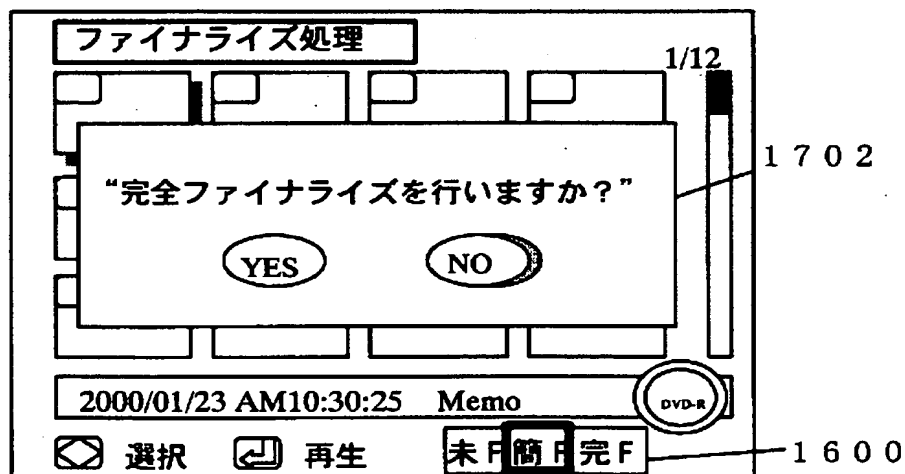 ファイナライズ処理
1/12
１７０２
“完全ファイナライズを行いますか？”
YES NO
2000/01/23 AM10:30:25 Memo
DVD-R
選択 再生 未F 簡F 完F
１６００